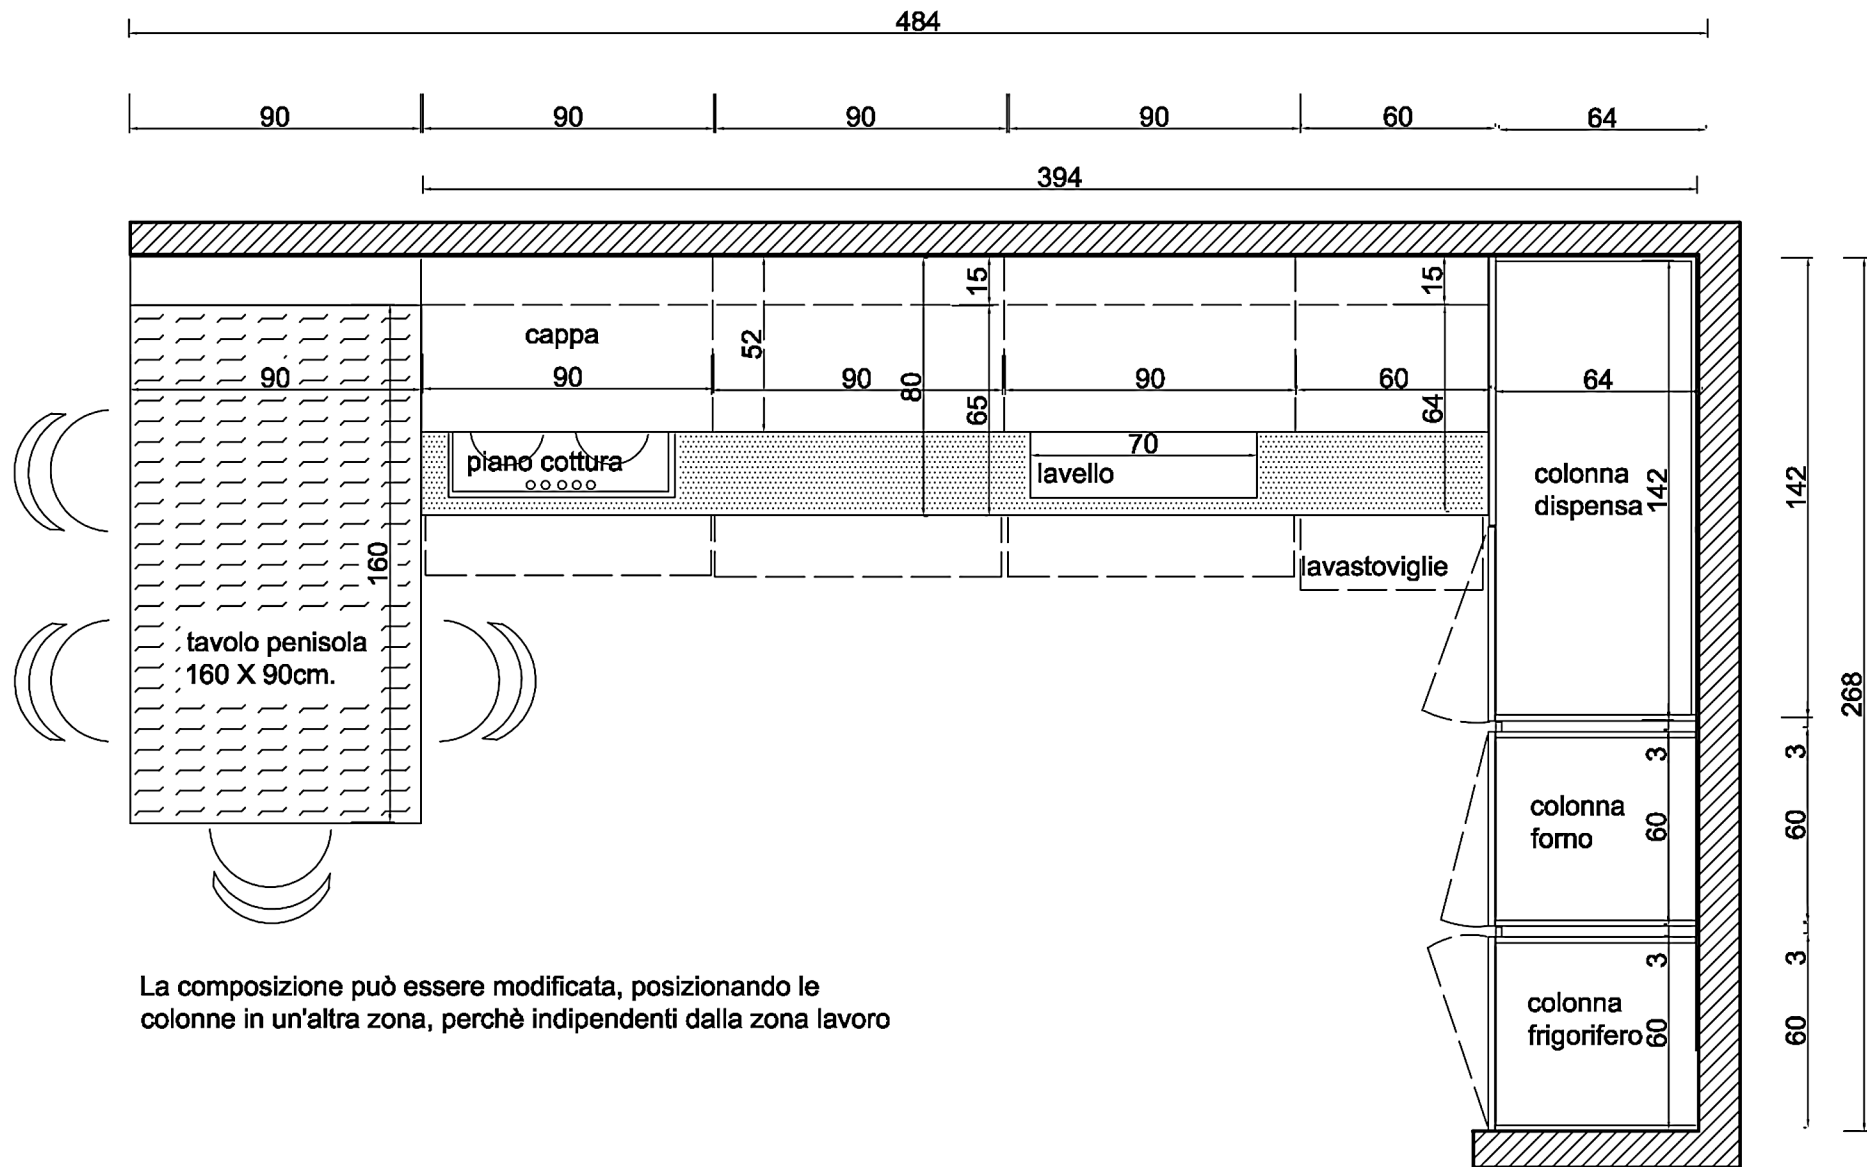 484
90 90 90 90 60 64
394
15 15
cappa
52
90 90 90 80 65 90 60 64 64
piano cottura
70
lavello
colonna
dispensa
142
142
160
lavastoviglie
tavolo penisola
160 X 90cm.
268
3 3
colonna
forno
60 60
3 3
colonna
frigorifero
60 60
La composizione può essere modificata, posizionando le
colonne in un'altra zona, perchè indipendenti dalla zona lavoro